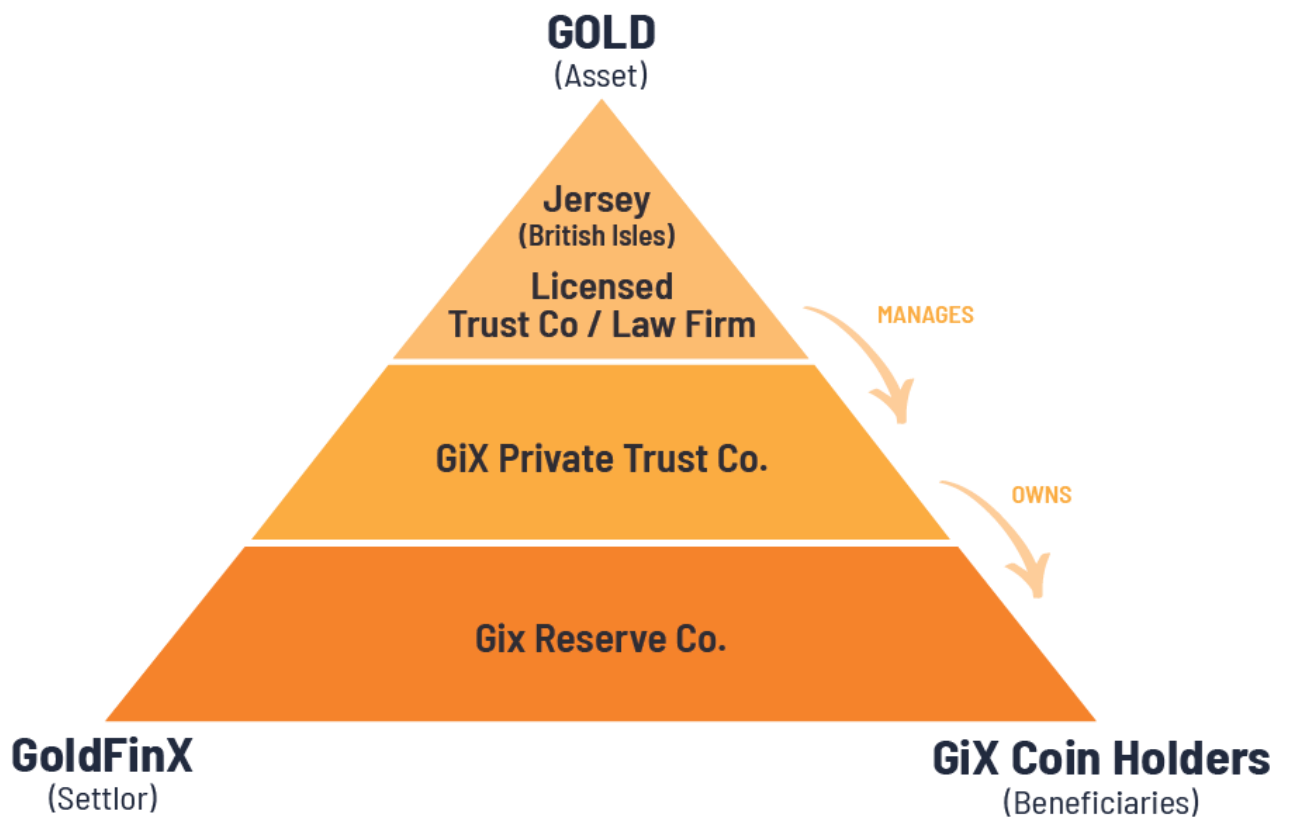 GOLD
(Asset)
Jersey
(British Isles)
Licensed
Trust Co / Law Firm
MANAGES
GiX Private Trust Co.
OWNS
Gix Reserve Co.
GoldFinX
(Settlor)
GiX Coin Holders
(Beneficiaries)